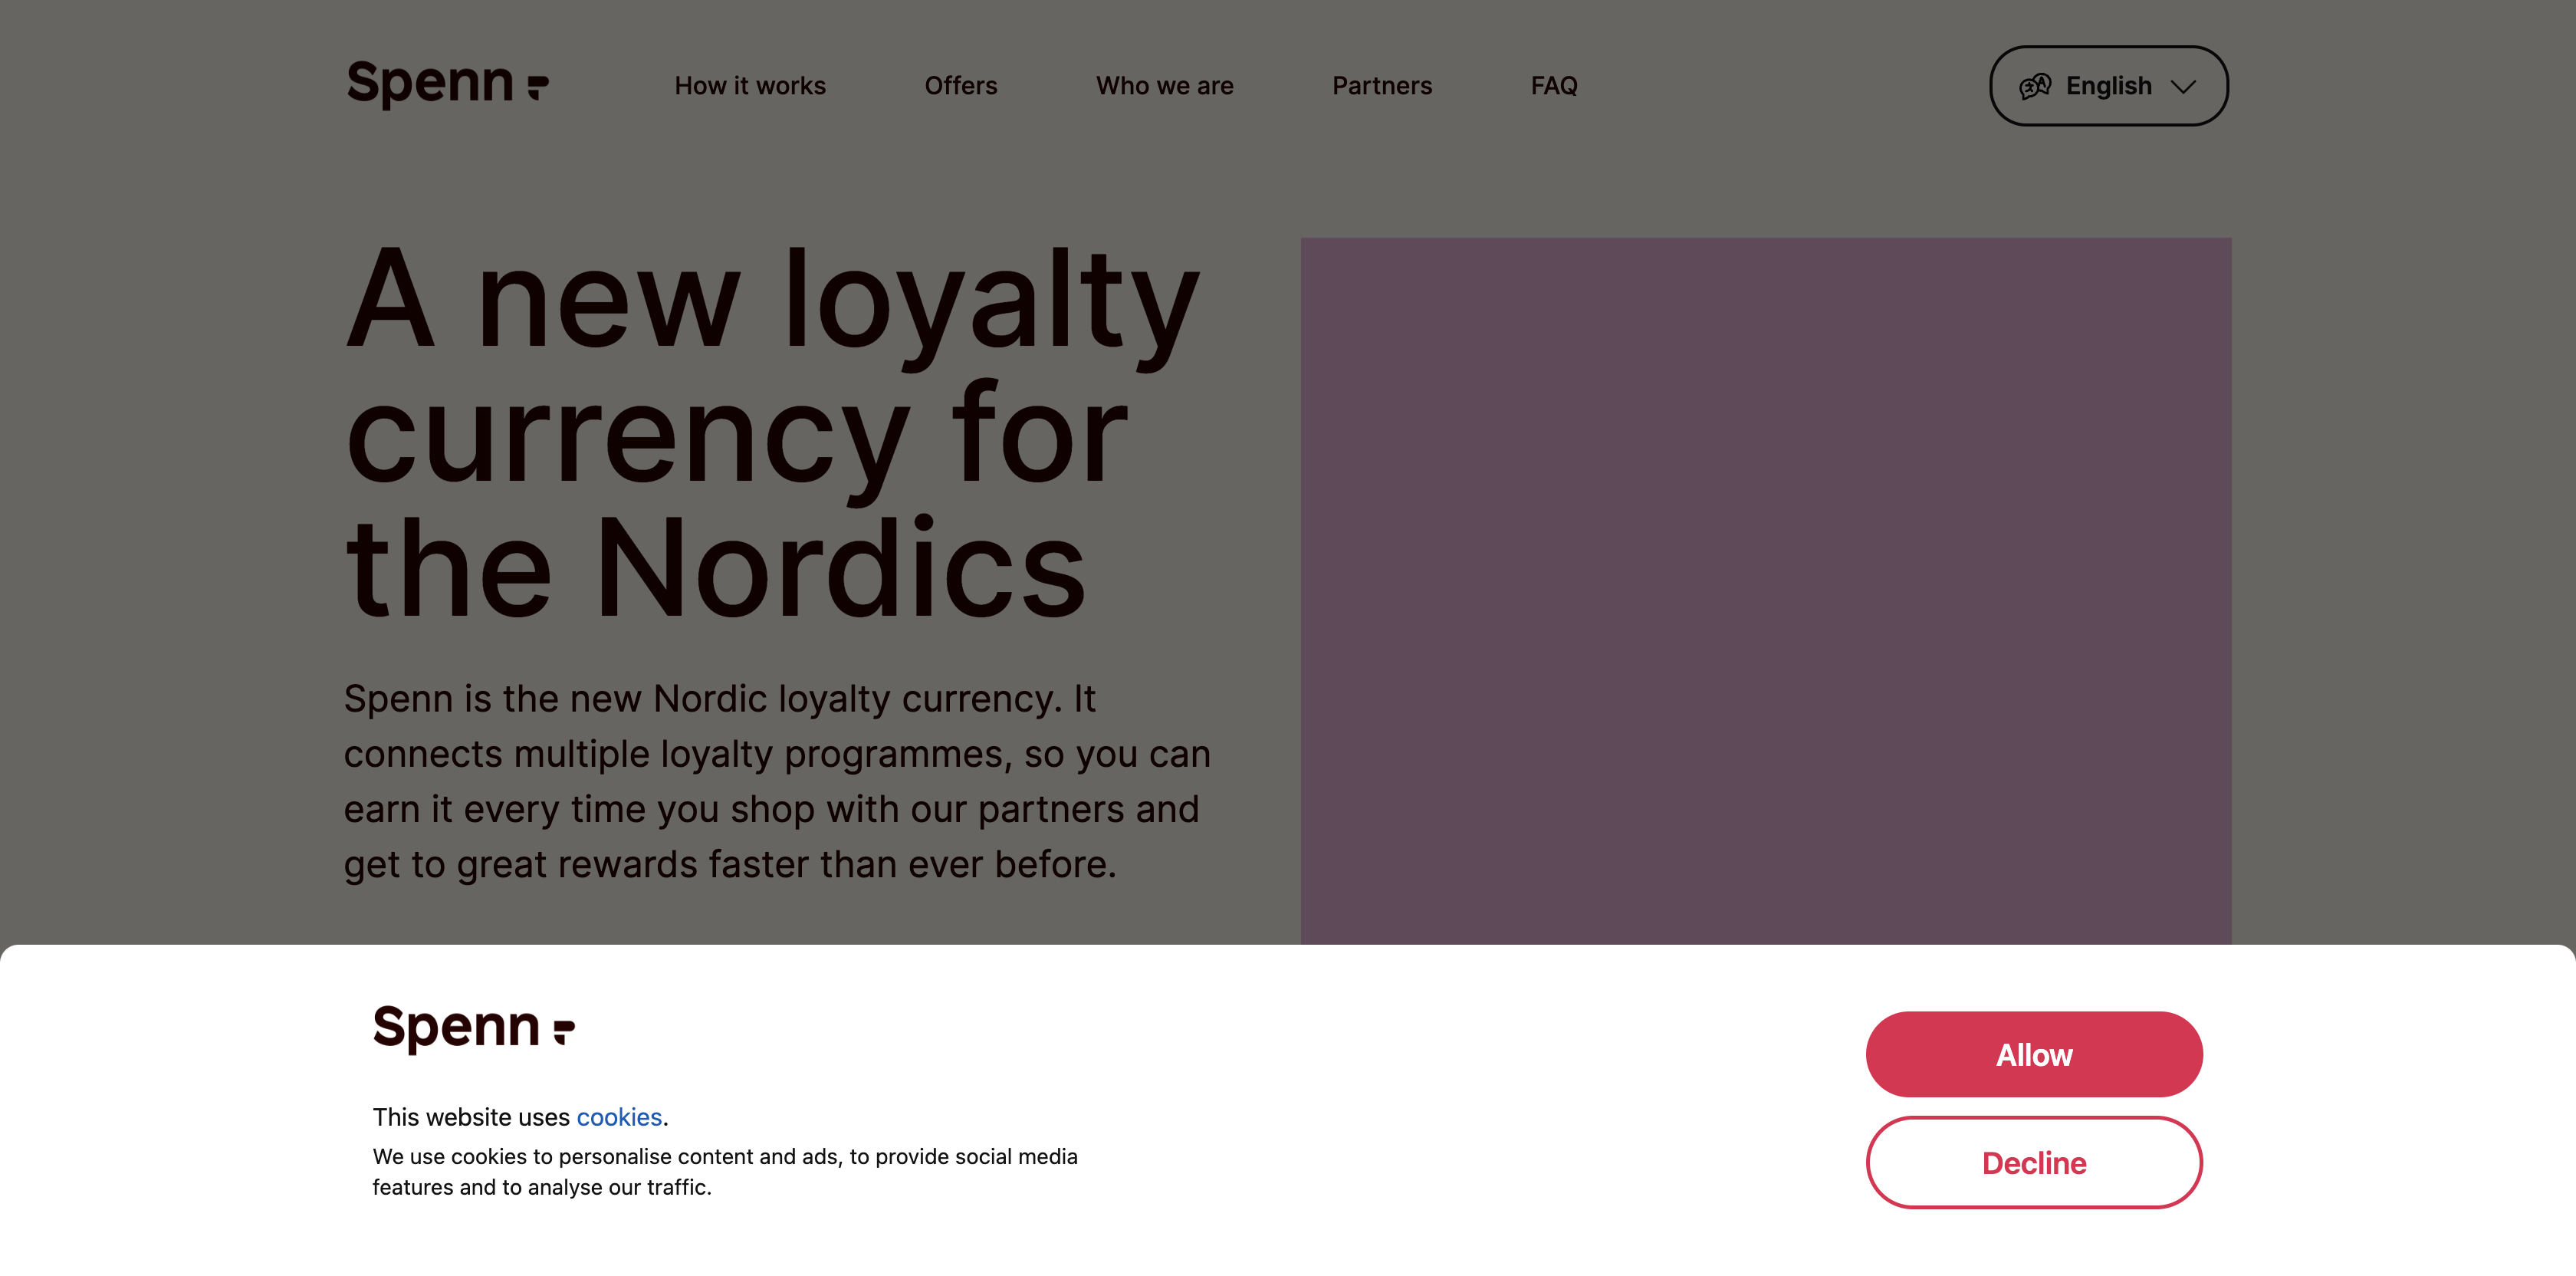 Spenn
How it works
Offers
Who we are
Partners
FAQ
English
A new loyalty
currency for
the Nordics
Spenn is the new Nordic loyalty currency. It
connects multiple loyalty programmes, so you can
earn it every time you shop with our partners and
get to great rewards faster than ever before.
Spenn
This website uses cookies.
We use cookies to personalise content and ads, to provide social media
features and to analyse our traffic.
Allow
Decline